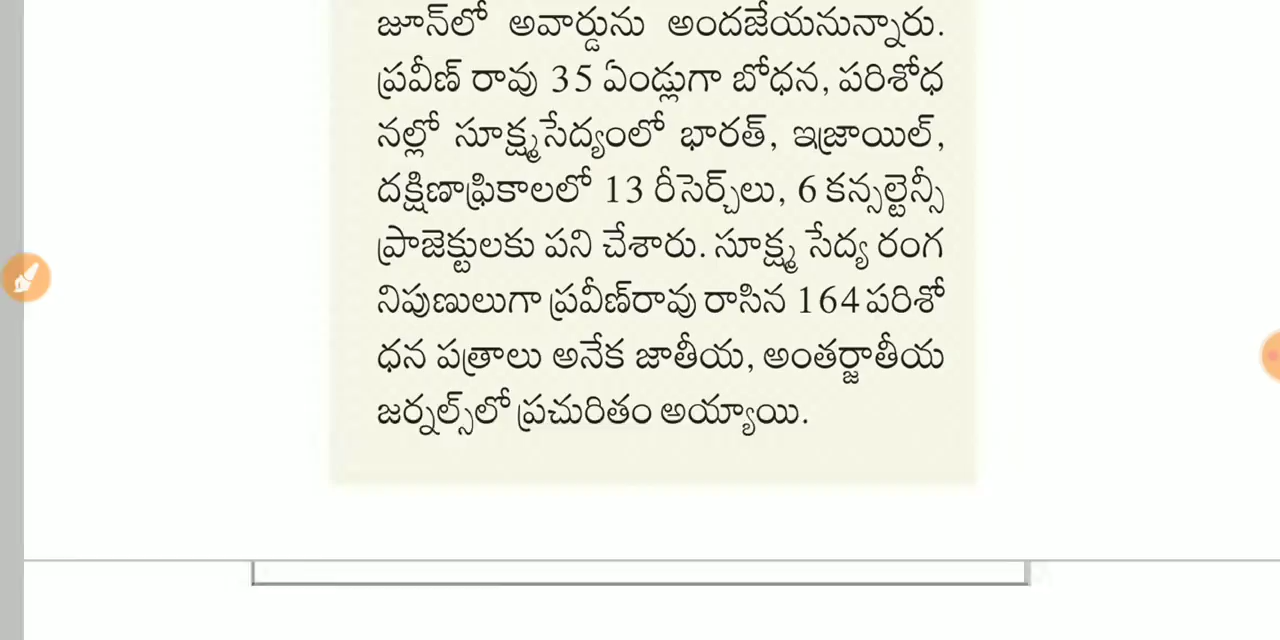 జూన్‌లో అవార్డును అందజేయనున్నారు.
ప్రవీణ్ రావు 35 ఏండ్లుగా బోధన, పరిశోధ
నల్లో సూక్ష్మసేద్యంలో భారత్, ఇజ్రాయిల్,
దక్షిణాఫ్రికాలలో 13 రీసెర్చ్‌లు, 6 కన్సల్టెన్సీ
ప్రాజెక్టులకు పని చేశారు. సూక్ష్మ సేద్య రంగ
నిపుణులుగా ప్రవీణ్‌రావు రాసిన 164 పరిశో
ధన పత్రాలు అనేక జాతీయ, అంతర్జాతీయ
జర్నల్స్‌లో ప్రచురితం అయ్యాయి.